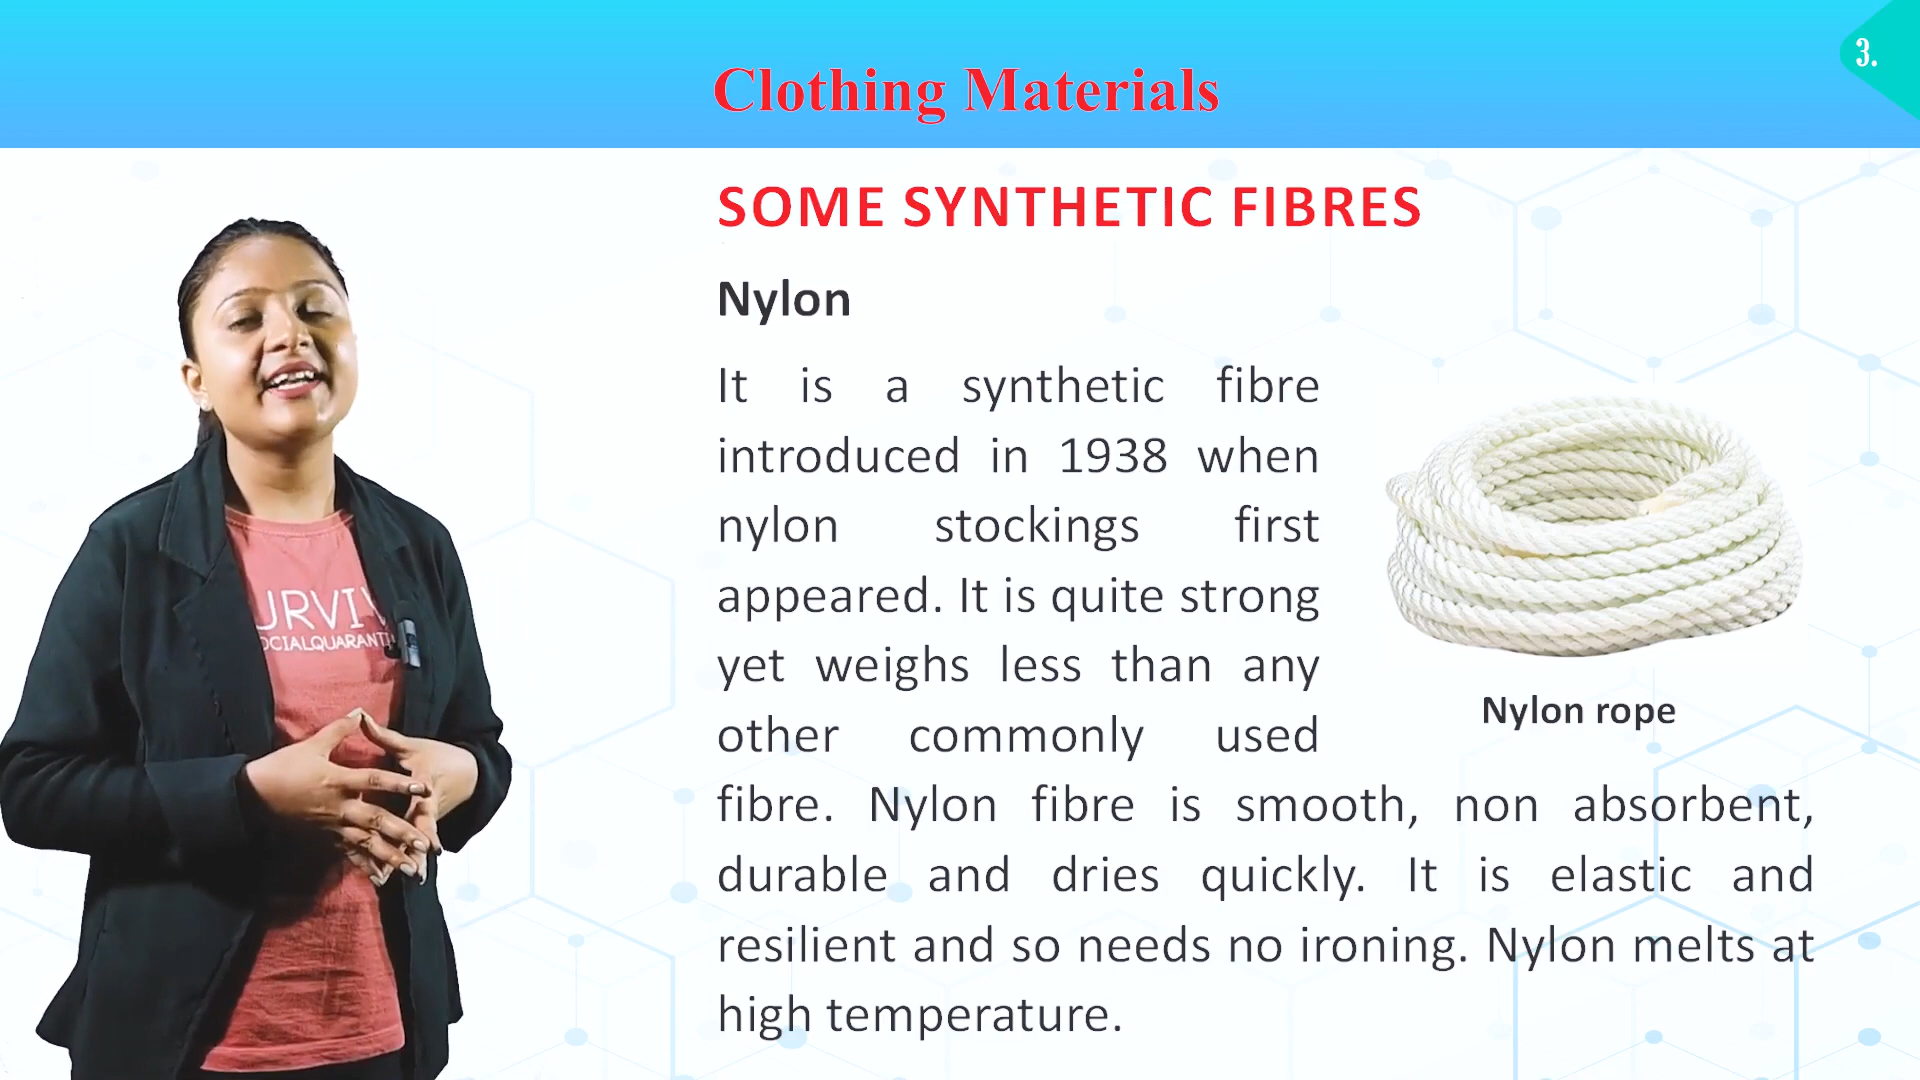 3.
Clothing Materials
SOME SYNTHETIC FIBRES
Nylon
It is a synthetic fibre
introduced in 1938 when
nylon stockings first
appeared. It is quite strong
yet weighs less than any
other commonly used
fibre. Nylon fibre is smooth, non absorbent,
durable and dries quickly. It is elastic and
resilient and so needs no ironing. Nylon melts at
high temperature.
Nylon rope
URVIV
OCIALQUARANTI